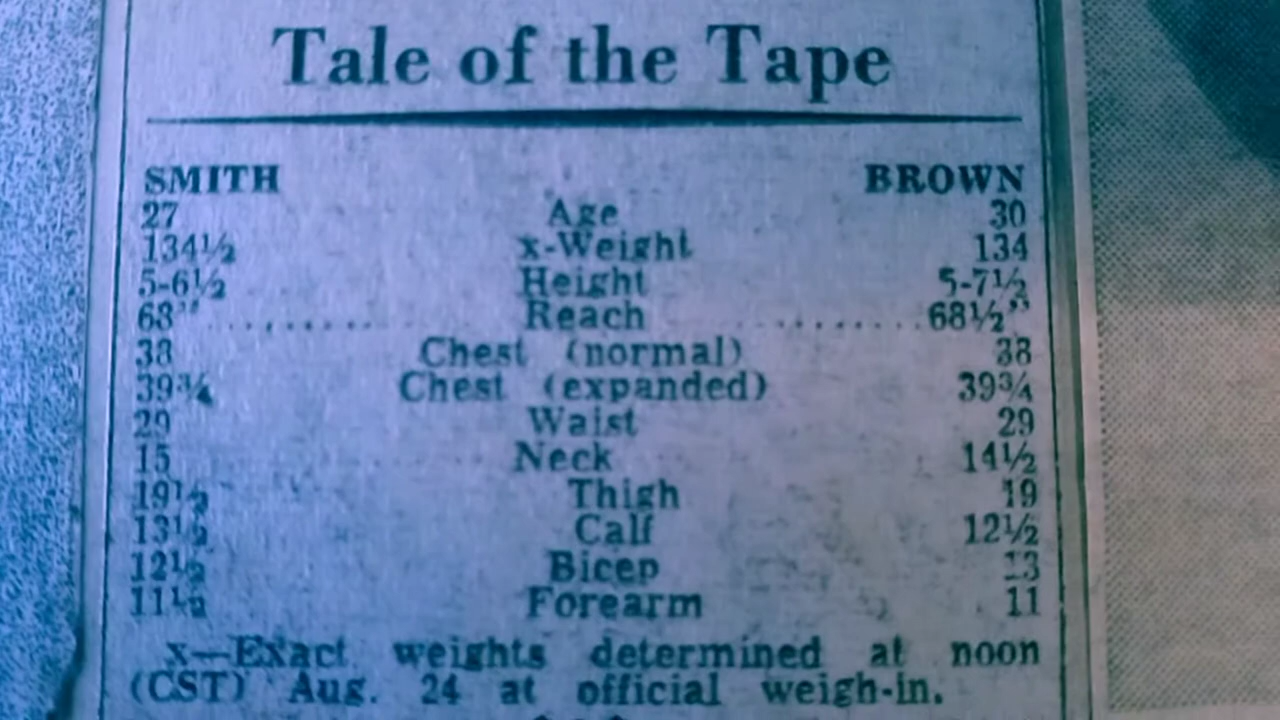 Tale of the Tape
SMITH BROWN
27 Age 30
134½ x-Weight 134
5-6½ Height 5-7½
68" Reach 68½"
38 Chest (normal) 38
39¾ Chest (expanded) 39¾
29 Waist 29
15 Neck 14½
19½ Thigh 19
13½ Calf 12½
12½ Bicep 13
11½ Forearm 11
x—Exact weights determined at noon
(CST) Aug. 24 at official weigh-in.